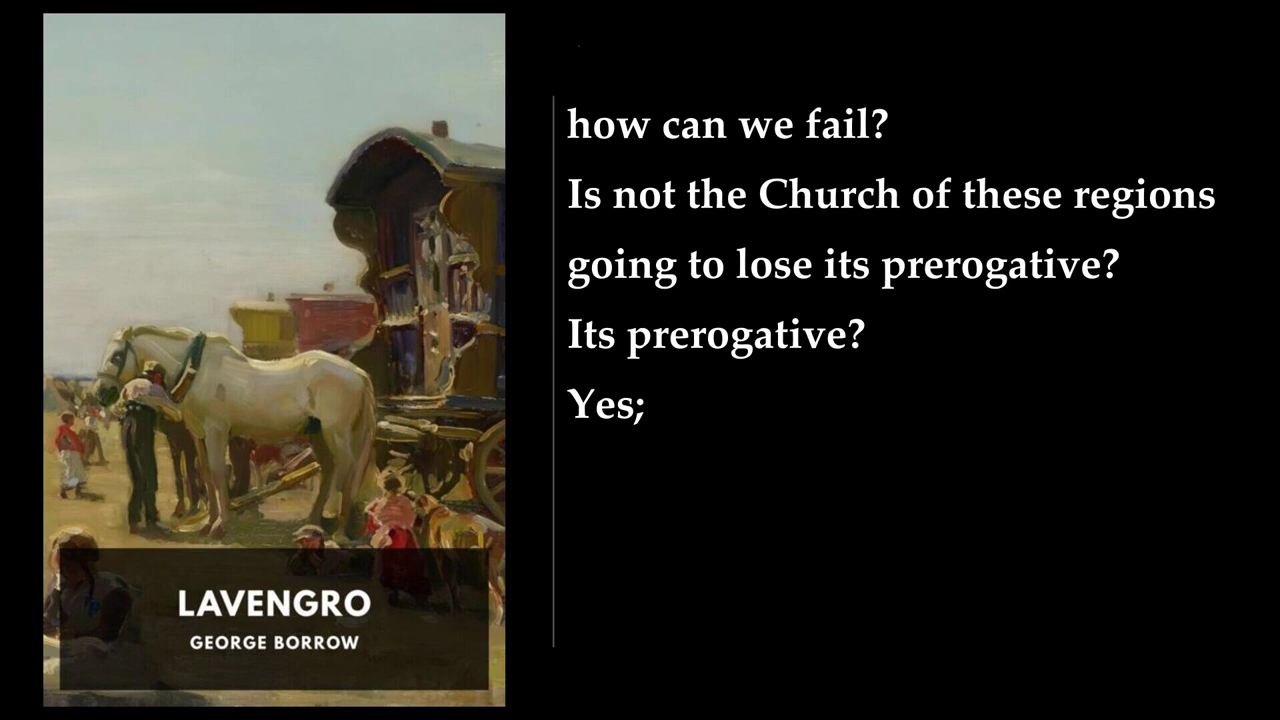 how can we fail?
Is not the Church of these regions
going to lose its prerogative?
Its prerogative?
Yes;
LAVENGRO
GEORGE BORROW